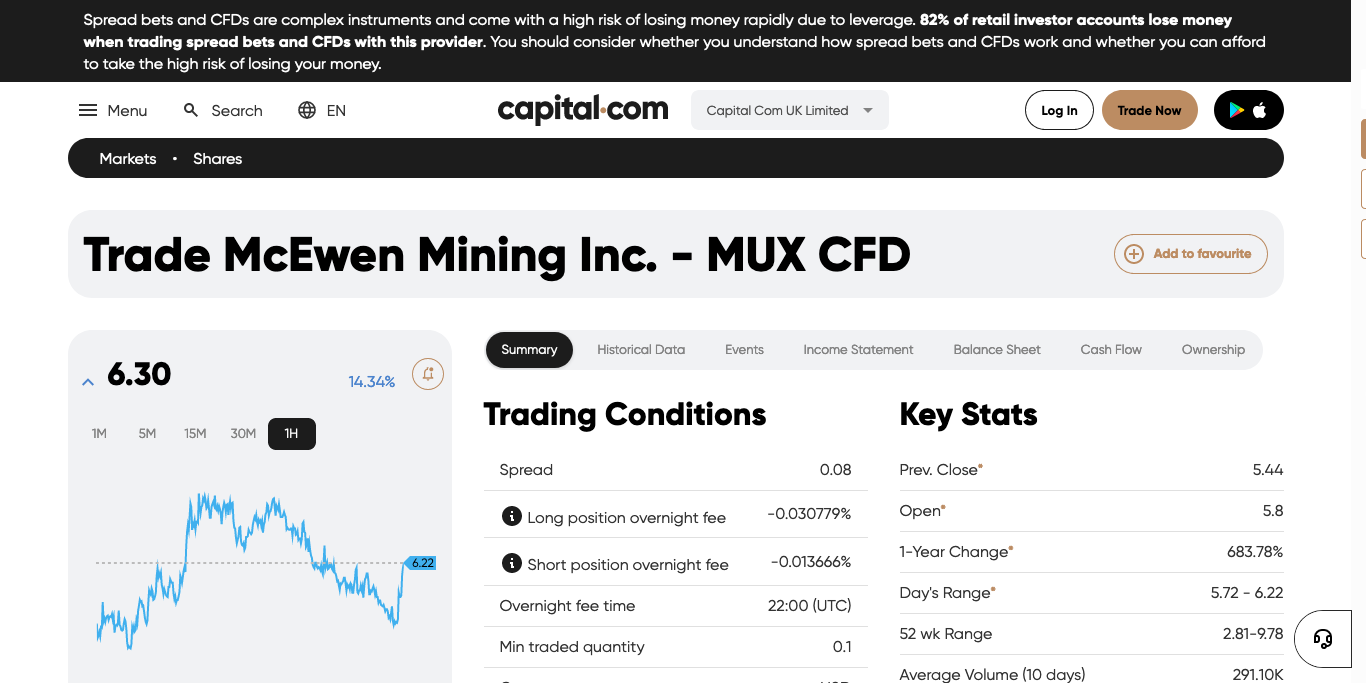 Spread bets and CFDs are complex instruments and come with a high risk of losing money rapidly due to leverage. 82% of retail investor accounts lose money
when trading spread bets and CFDs with this provider. You should consider whether you understand how spread bets and CFDs work and whether you can afford
to take the high risk of losing your money.
Menu Search EN capital.com Capital Com UK Limited Log In Trade Now
Markets • Shares
Trade McEwen Mining Inc. - MUX CFD Add to favourite
6.30 14.34%
1M 5M 15M 30M 1H
6.22
Summary Historical Data Events Income Statement Balance Sheet Cash Flow Ownership
Trading Conditions
Spread 0.08
Long position overnight fee -0.030779%
Short position overnight fee -0.013666%
Overnight fee time 22:00 (UTC)
Min traded quantity 0.1
Key Stats
Prev. Close* 5.44
Open* 5.8
1-Year Change* 683.78%
Day's Range* 5.72 - 6.22
52 wk Range 2.81-9.78
Average Volume (10 days) 291.10K